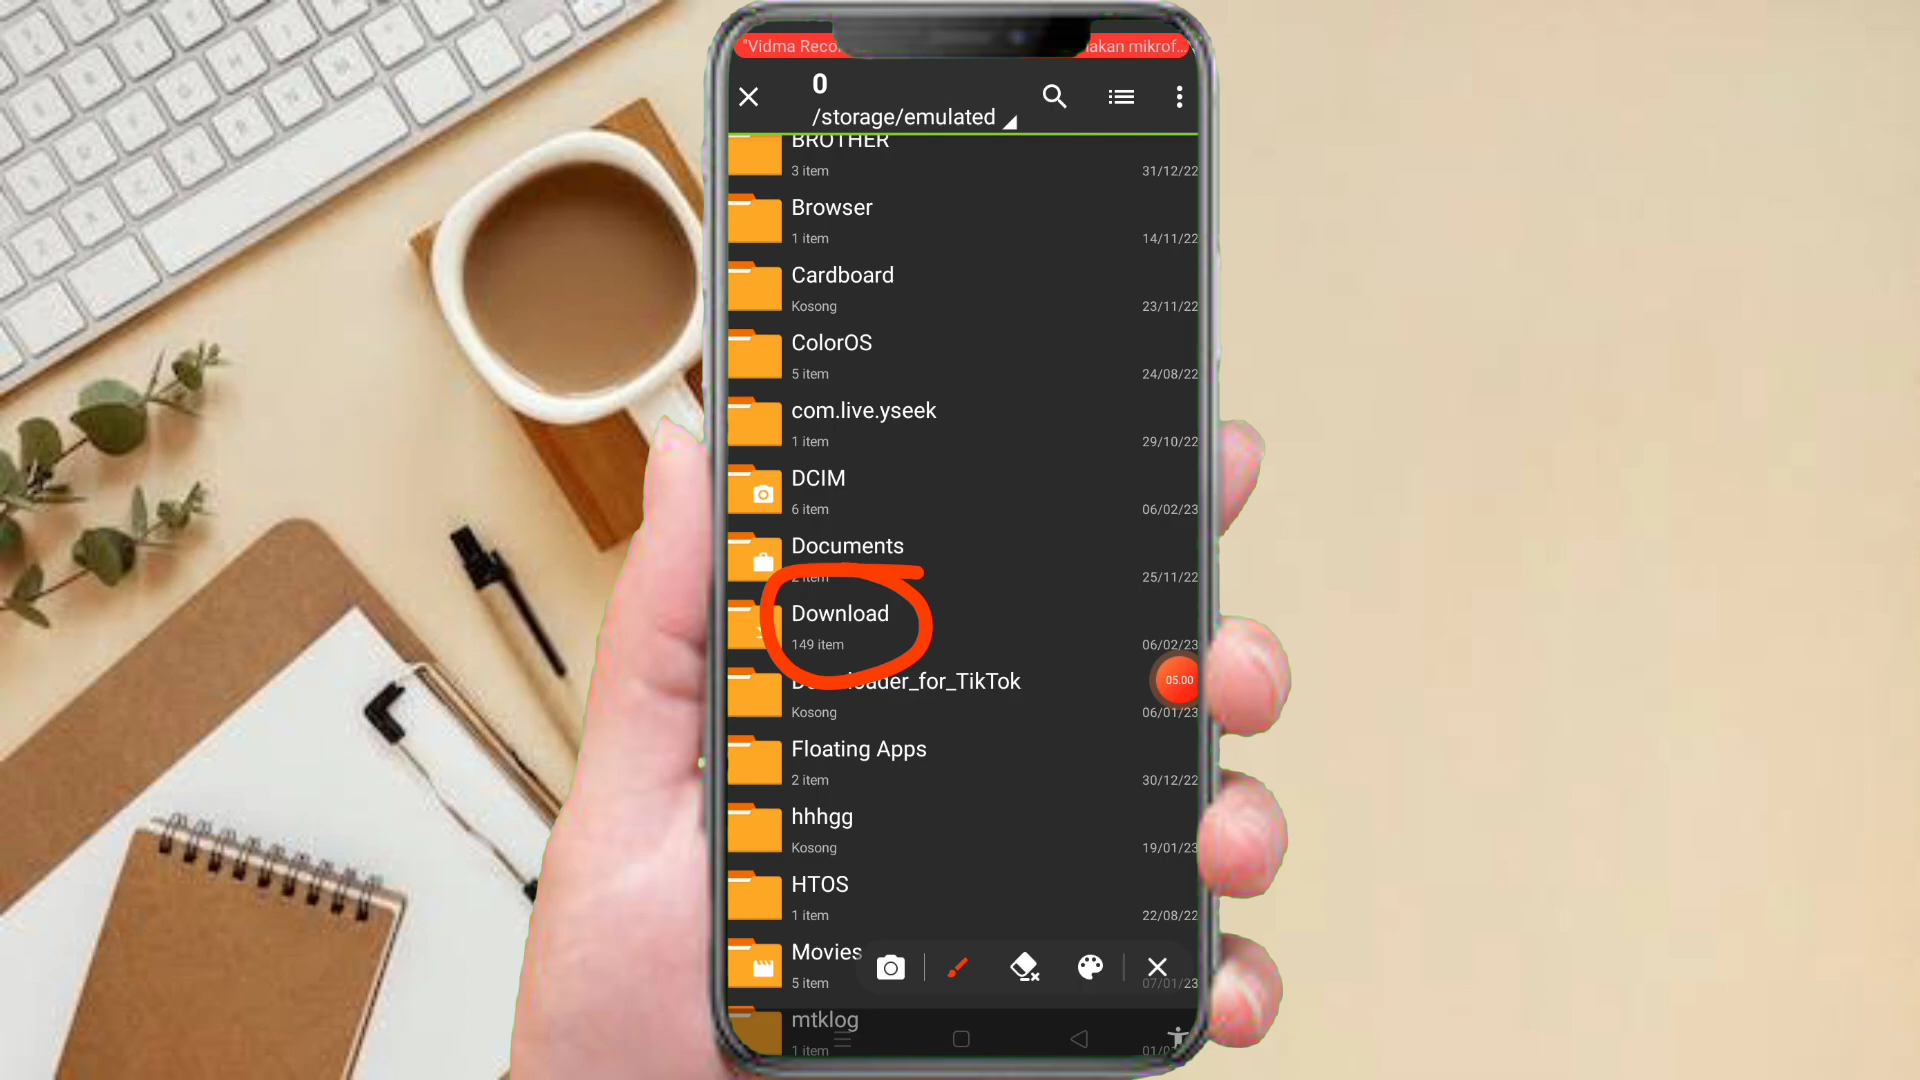 "Vidma Reco
akan mikrof...
0
/storage/emulated
BROTHER
3 item
31/12/22
Browser
1 item
14/11/22
Cardboard
Kosong
23/11/22
ColorOS
5 item
24/08/22
com.live.yseek
1 item
29/10/22
DCIM
6 item
06/02/23
Documents
2 item
25/11/22
Download
149 item
06/02/23
05.00
ader_for_TikTok
Kosong
06/01/23
Floating Apps
2 item
30/12/22
hhhgg
Kosong
19/01/23
HTOS
1 item
22/08/22
Movies
5 item
07/01/23
mtklog
1 item
01/0